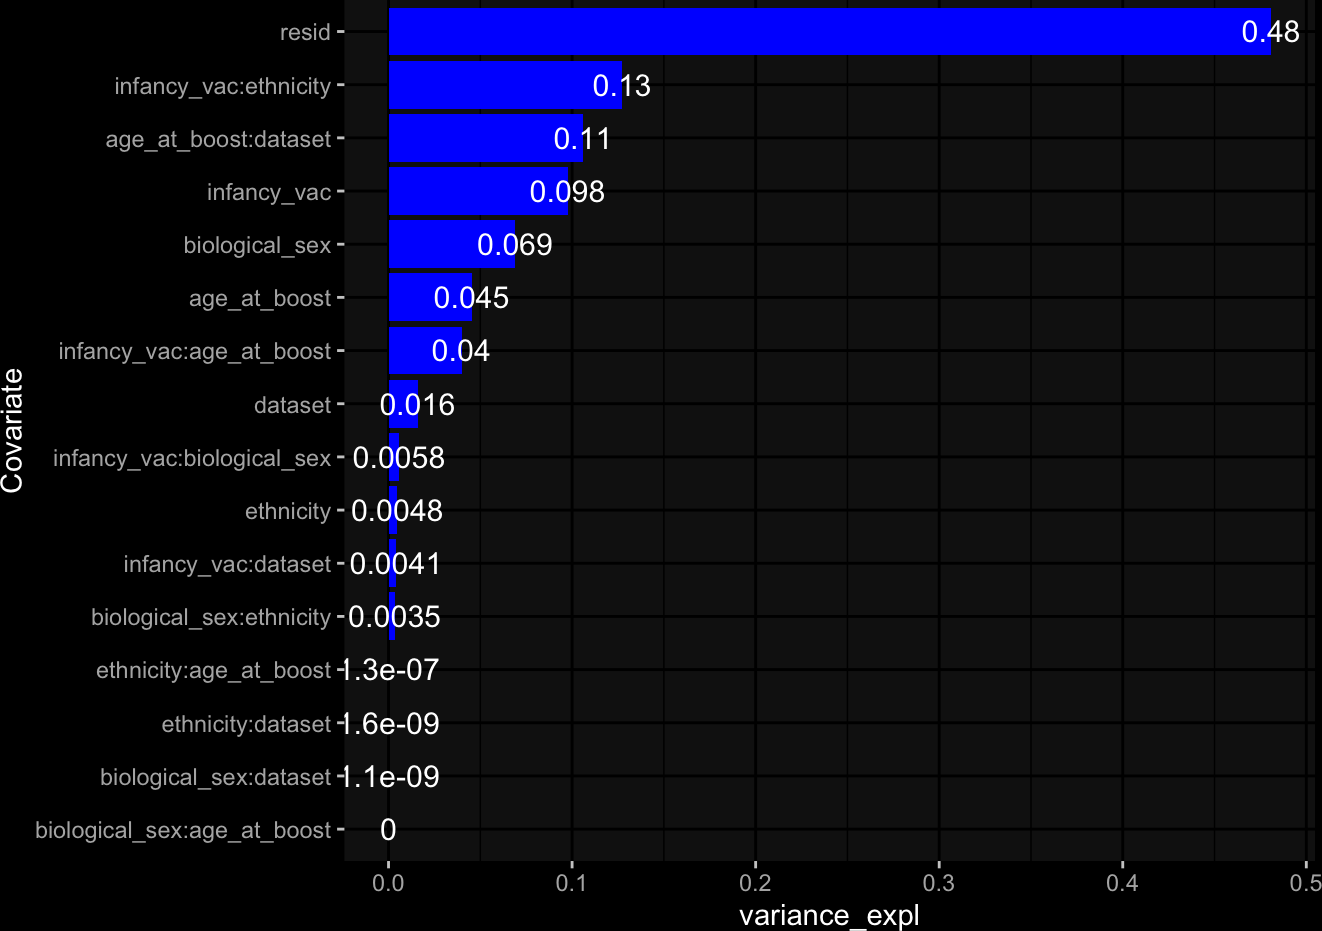 resid 0.48
infancy_vac:ethnicity 0.13
age_at_boost:dataset 0.11
infancy_vac 0.098
biological_sex 0.069
age_at_boost 0.045
infancy_vac:age_at_boost 0.04
dataset 0.016
infancy_vac:biological_sex 0.0058
ethnicity 0.0048
infancy_vac:dataset 0.0041
biological_sex:ethnicity 0.0035
ethnicity:age_at_boost 1.3e-07
ethnicity:dataset 1.6e-09
biological_sex:dataset 1.1e-09
biological_sex:age_at_boost 0
Covariate
0.0 0.1 0.2 0.3 0.4 0.5
variance_expl